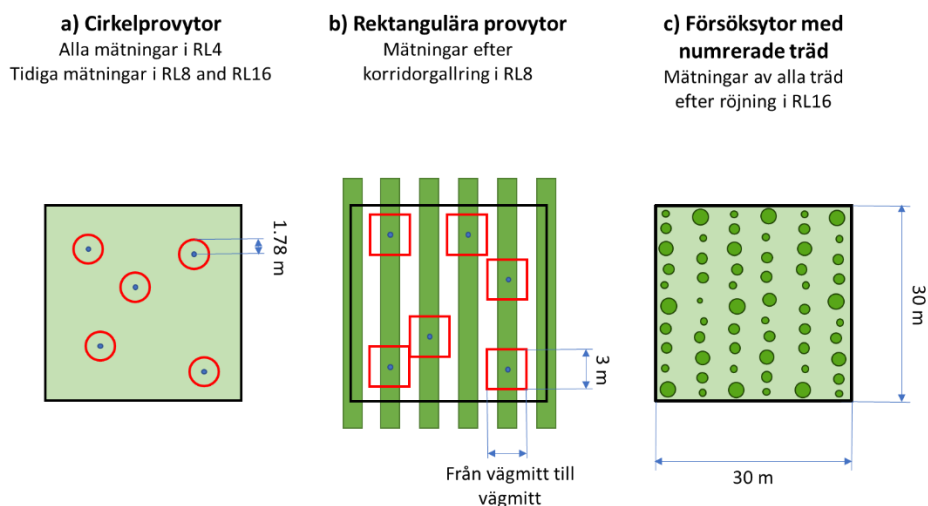 a) Cirkelprovytor
Alla mätningar i RL4
Tidiga mätningar i RL8 and RL16
b) Rektangulära provytor
Mätningar efter
korridorgallring i RL8
c) Försöksytor med
numrerade träd
Mätningar av alla träd
efter röjning i RL16
1.78 m
3 m
Från vägmitt till
vägmitt
30 m
30 m